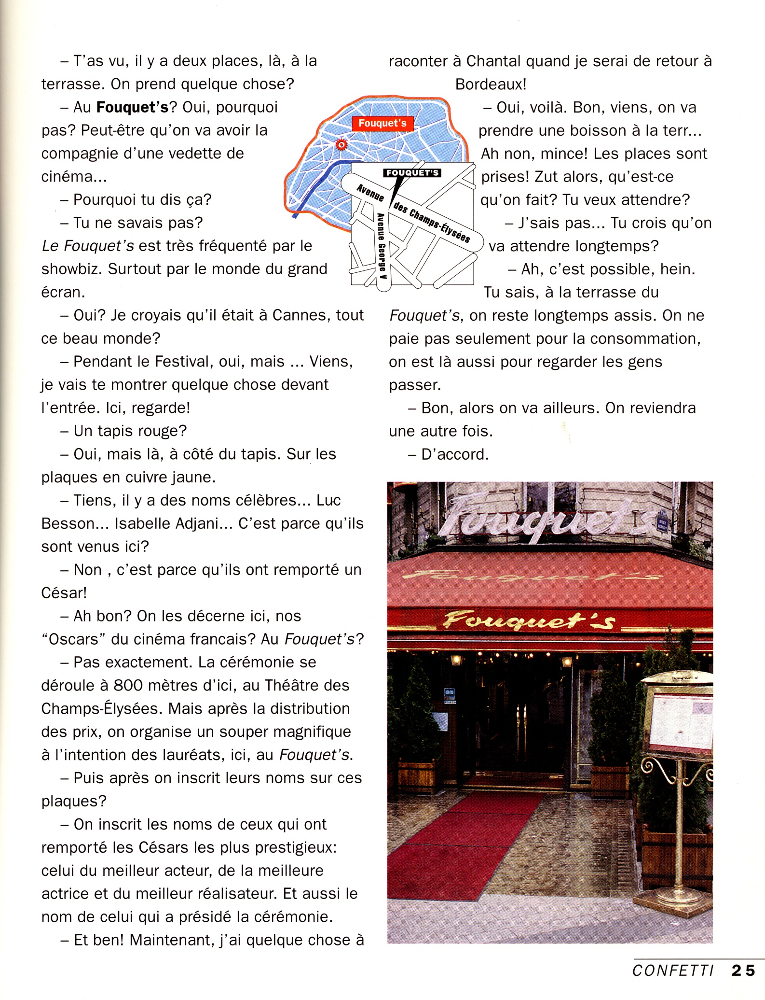 – T'as vu, il y a deux places, là, à la
terrasse. On prend quelque chose?
– Au Fouquet's? Oui, pourquoi
pas? Peut-être qu'on va avoir la
compagnie d'une vedette de
cinéma...
– Pourquoi tu dis ça?
– Tu ne savais pas?
Le Fouquet's est très fréquenté par le
showbiz. Surtout par le monde du grand
écran.
– Oui? Je croyais qu'il était à Cannes, tout
ce beau monde?
– Pendant le Festival, oui, mais ... Viens,
je vais te montrer quelque chose devant
l'entrée. Ici, regarde!
– Un tapis rouge?
– Oui, mais là, à côté du tapis. Sur les
plaques en cuivre jaune.
– Tiens, il y a des noms célèbres... Luc
Besson... Isabelle Adjani... C'est parce qu'ils
sont venus ici?
– Non , c'est parce qu'ils ont remporté un
César!
– Ah bon? On les décerne ici, nos
“Oscars” du cinéma francais? Au Fouquet's?
– Pas exactement. La cérémonie se
déroule à 800 mètres d'ici, au Théâtre des
Champs-Élysées. Mais après la distribution
des prix, on organise un souper magnifique
à l'intention des lauréats, ici, au Fouquet's.
– Puis après on inscrit leurs noms sur ces
plaques?
– On inscrit les noms de ceux qui ont
remporté les Césars les plus prestigieux:
celui du meilleur acteur, de la meilleure
actrice et du meilleur réalisateur. Et aussi le
nom de celui qui a présidé la cérémonie.
– Et ben! Maintenant, j'ai quelque chose à
raconter à Chantal quand je serai de retour à
Bordeaux!
– Oui, voilà. Bon, viens, on va
prendre une boisson à la terr...
Ah non, mince! Les places sont
prises! Zut alors, qu'est-ce
qu'on fait? Tu veux attendre?
– J'sais pas... Tu crois qu'on
va attendre longtemps?
– Ah, c'est possible, hein.
Tu sais, à la terrasse du
Fouquet's, on reste longtemps assis. On ne
paie pas seulement pour la consommation,
on est là aussi pour regarder les gens
passer.
– Bon, alors on va ailleurs. On reviendra
une autre fois.
– D'accord.
Fouquet's
FOUQUET'S
Avenue des Champs-Élysées
Avenue George V
Fouquet's
Fouquet's
Fouquet's
CONFETTI 25